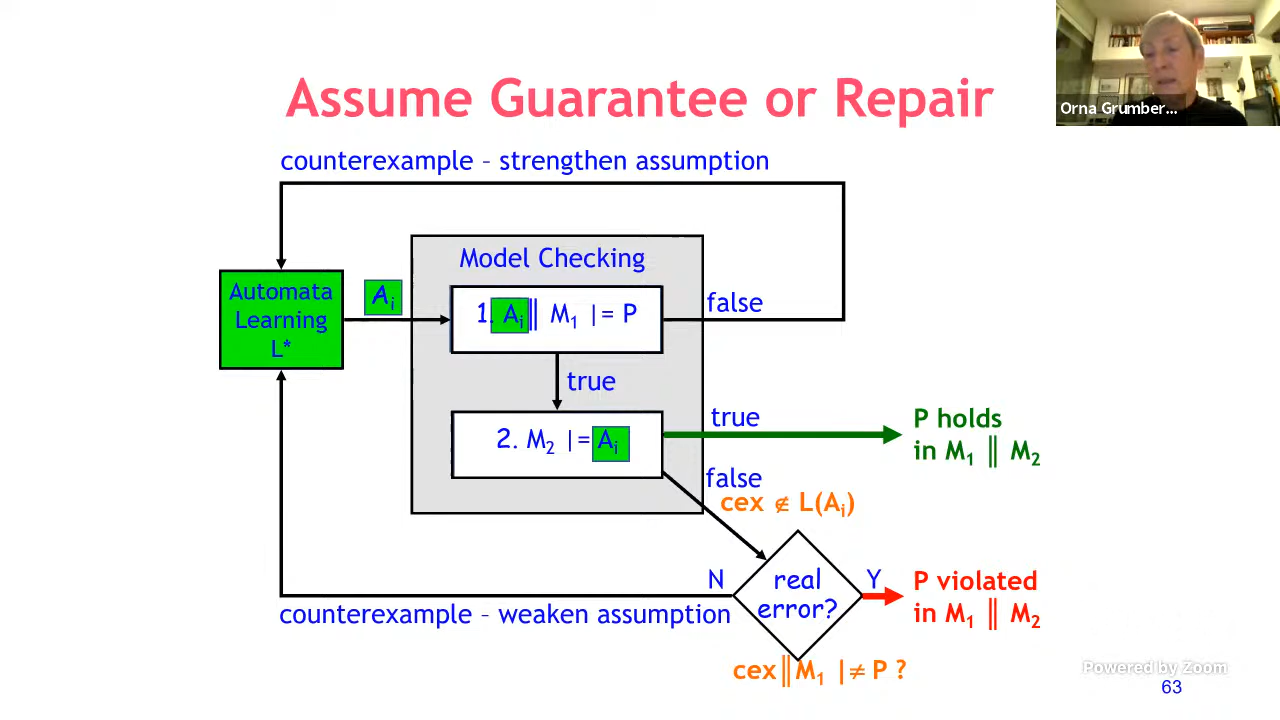 Orna Grumber...
Assume Guarantee or Repair
counterexample – strengthen assumption
Model Checking
Automata
Learning
L*
Aᵢ
1. Aᵢ║ M₁ |= P
false
true
2. M₂ |= Aᵢ
true
P holds
in M₁ ║ M₂
false
cex ∉ L(Aᵢ)
N
real
error?
Y
P violated
in M₁ ║ M₂
counterexample – weaken assumption
cex║M₁ |≠ P ?
Powered by Zoom
63